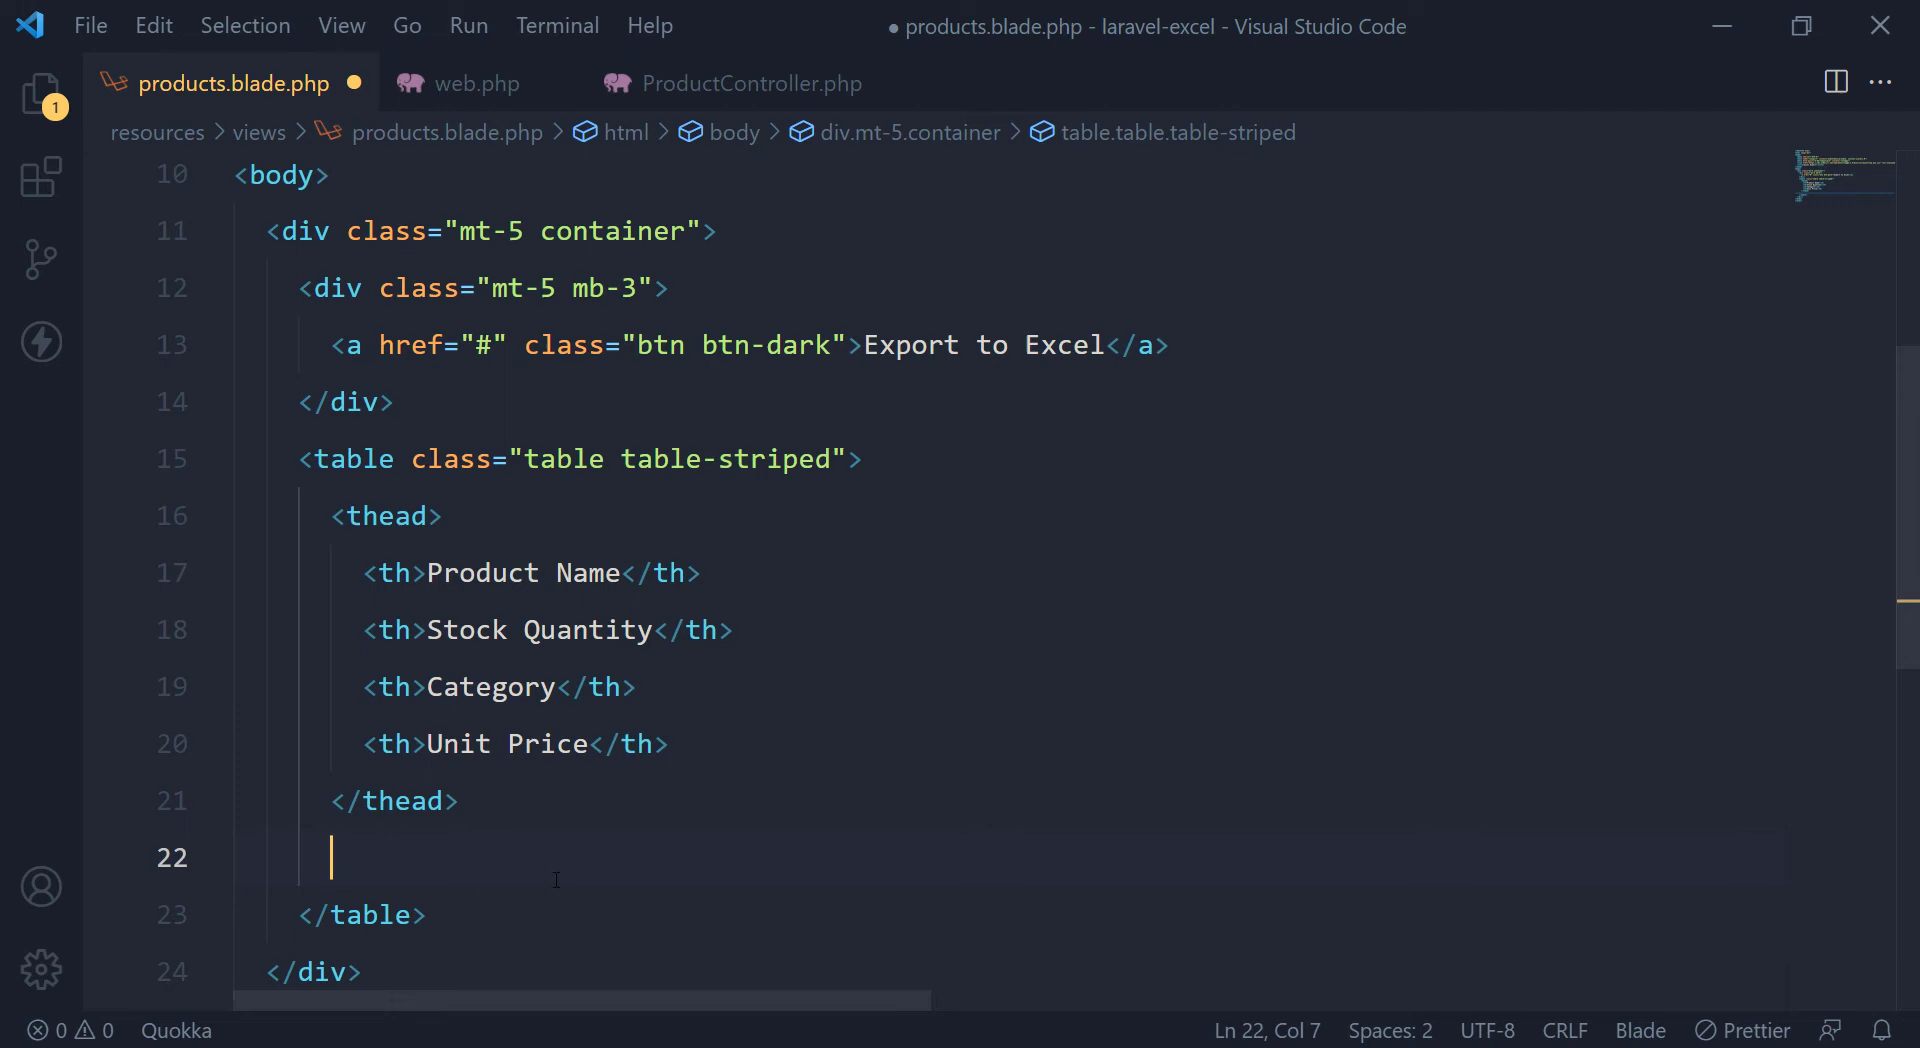 File Edit Selection View Go Run Terminal Help ● products.blade.php - laravel-excel - Visual Studio Code
products.blade.php web.php ProductController.php
1
resources > views > products.blade.php > html > body > div.mt-5.container > table.table.table-striped
10 <body>
11 <div class="mt-5 container">
12 <div class="mt-5 mb-3">
13 <a href="#" class="btn btn-dark">Export to Excel</a>
14 </div>
15 <table class="table table-striped">
16 <thead>
17 <th>Product Name</th>
18 <th>Stock Quantity</th>
19 <th>Category</th>
20 <th>Unit Price</th>
21 </thead>
22
23 </table>
24 </div>
0 0 Quokka Ln 22, Col 7 Spaces: 2 UTF-8 CRLF Blade Prettier